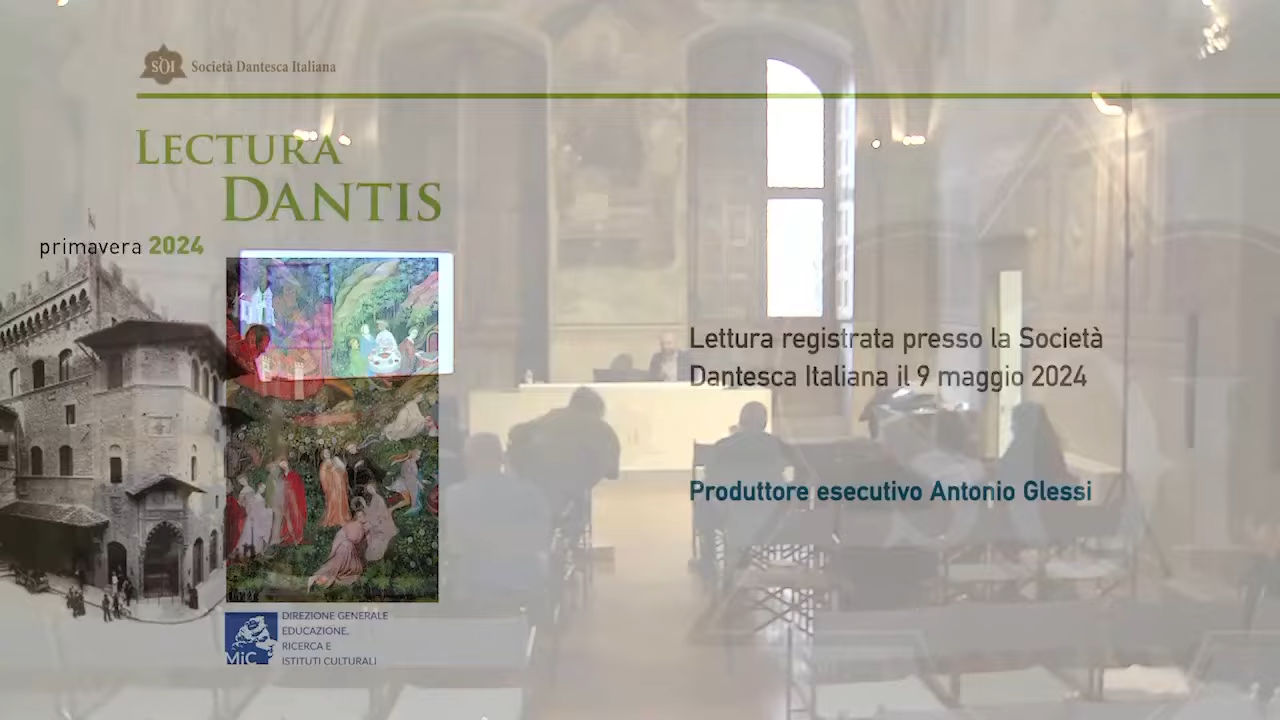 SDI Società Dantesca Italiana
LECTURA
DANTIS
primavera 2024
Lettura registrata presso la Società
Dantesca Italiana il 9 maggio 2024
Produttore esecutivo Antonio Glessi
MiC
DIREZIONE GENERALE
EDUCAZIONE,
RICERCA E
ISTITUTI CULTURALI